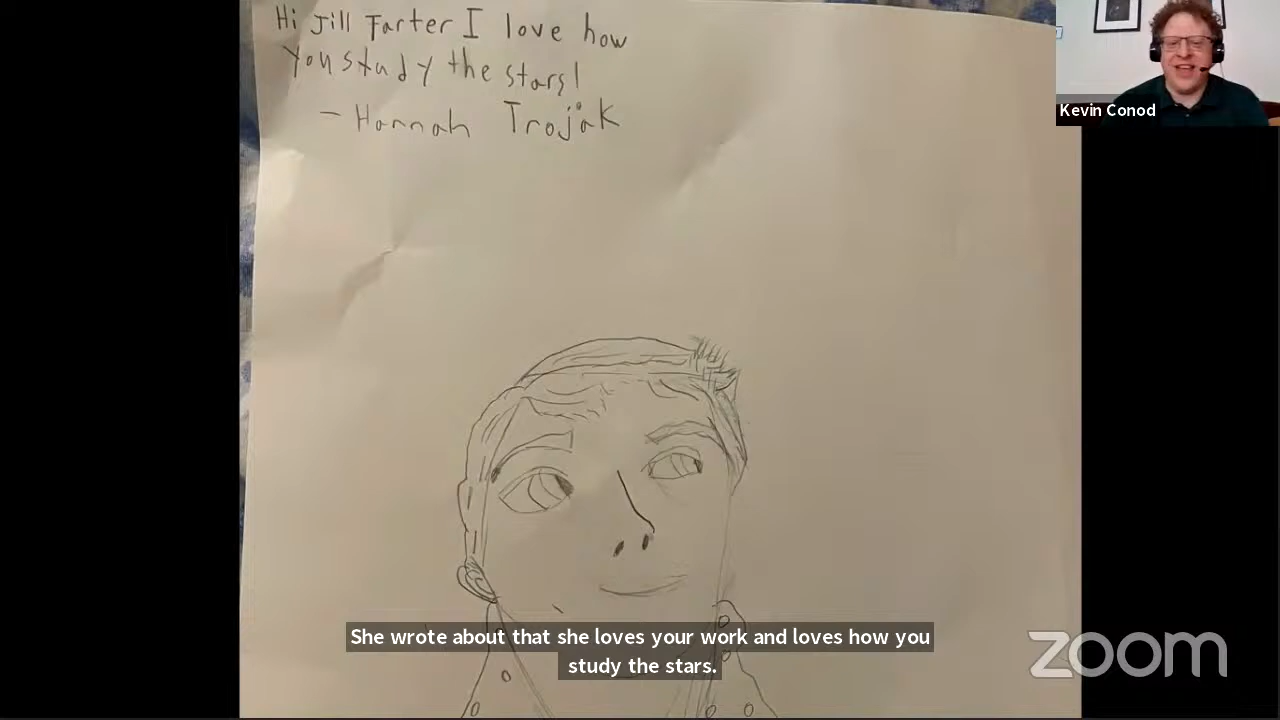 Hi Jill Tarter I love how
you study the stars!
- Hannah Trojak
Kevin Conod
She wrote about that she loves your work and loves how you
study the stars.
zoom